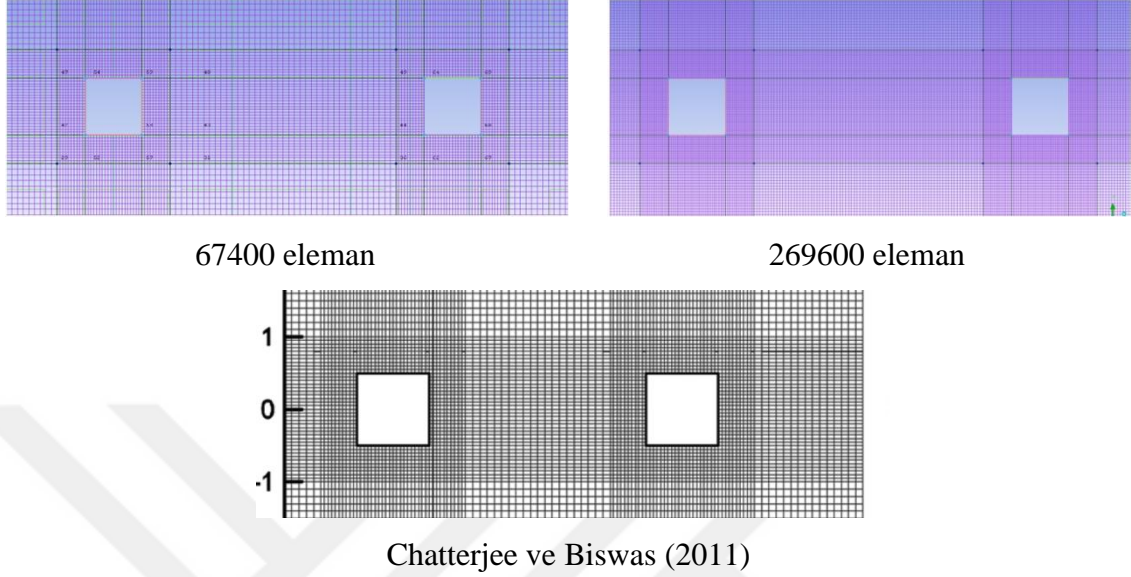 67400 eleman
269600 eleman
1
0
-1
Chatterjee ve Biswas (2011)